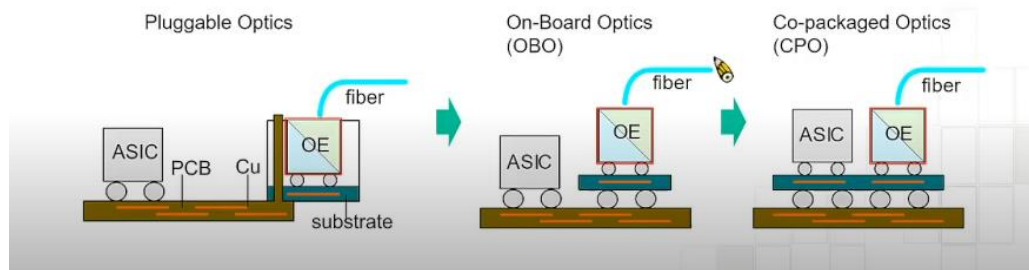 Pluggable Optics
On-Board Optics
(OBO)
Co-packaged Optics
(CPO)
fiber
OE
ASIC
PCB
Cu
substrate
fiber
OE
ASIC
fiber
ASIC
OE